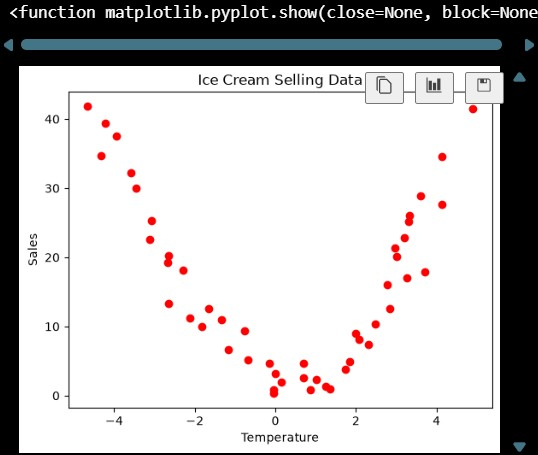 <function matplotlib.pyplot.show(close=None, block=None
Ice Cream Selling Data
40
30
20
10
0
Sales
−4 −2 0 2 4
Temperature